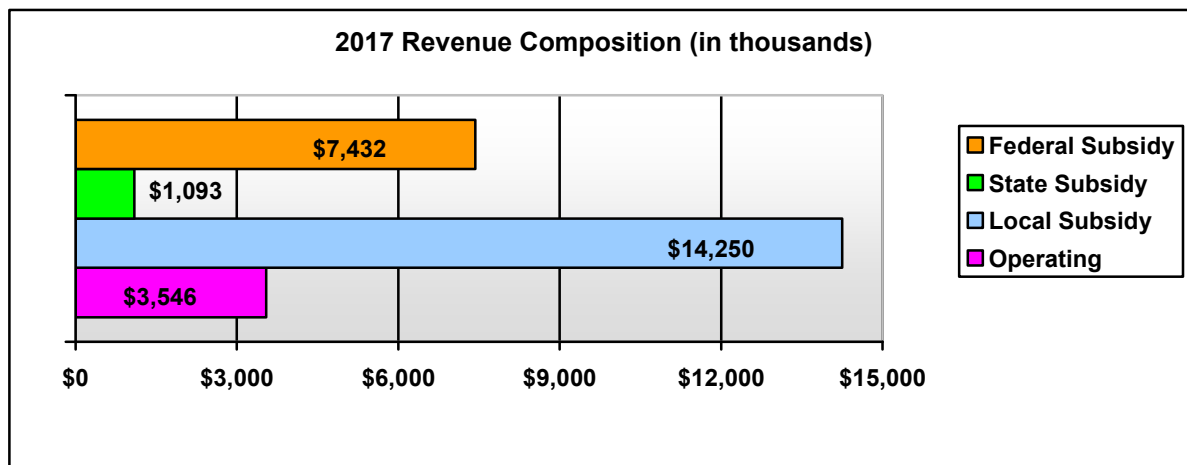 2017 Revenue Composition (in thousands)
$7,432
$1,093
$14,250
$3,546
$0 $3,000 $6,000 $9,000 $12,000 $15,000
Federal Subsidy
State Subsidy
Local Subsidy
Operating